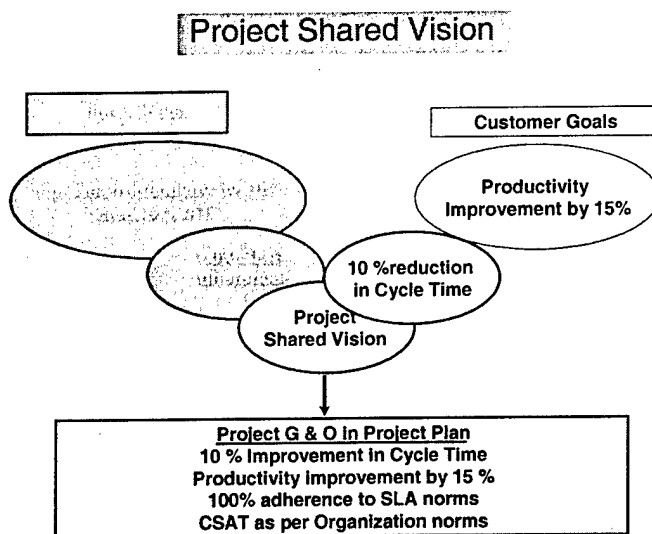 Project Shared Vision
Customer Goals
Productivity
Improvement by 15%
10 %reduction
in Cycle Time
Project
Shared Vision
Project G & O in Project Plan
10 % Improvement in Cycle Time
Productivity improvement by 15 %
100% adherence to SLA norms
CSAT as per Organization norms